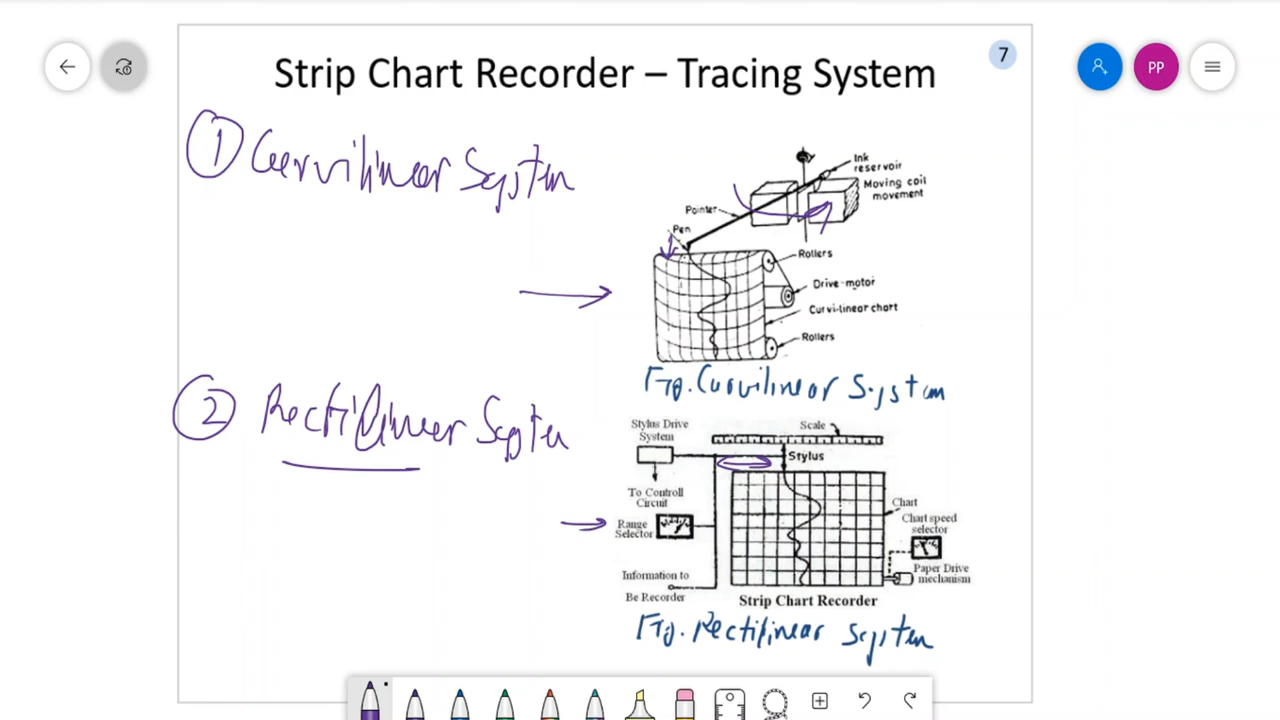 Strip Chart Recorder – Tracing System
7
PP
① Curvilinear System
Ink
reservoir
Moving coil
movement
Pointer
Pen
Rollers
Drive-motor
Curvi-linear chart
Rollers
Fig. Curvilinear System
② Rectilinear System
Stylus Drive
System
Scale
Stylus
To Controll
Circuit
Range
Selector
Chart
Chart speed
selector
Information to
Be Recorder
Paper Drive
mechanism
Strip Chart Recorder
Fig. Rectilinear System